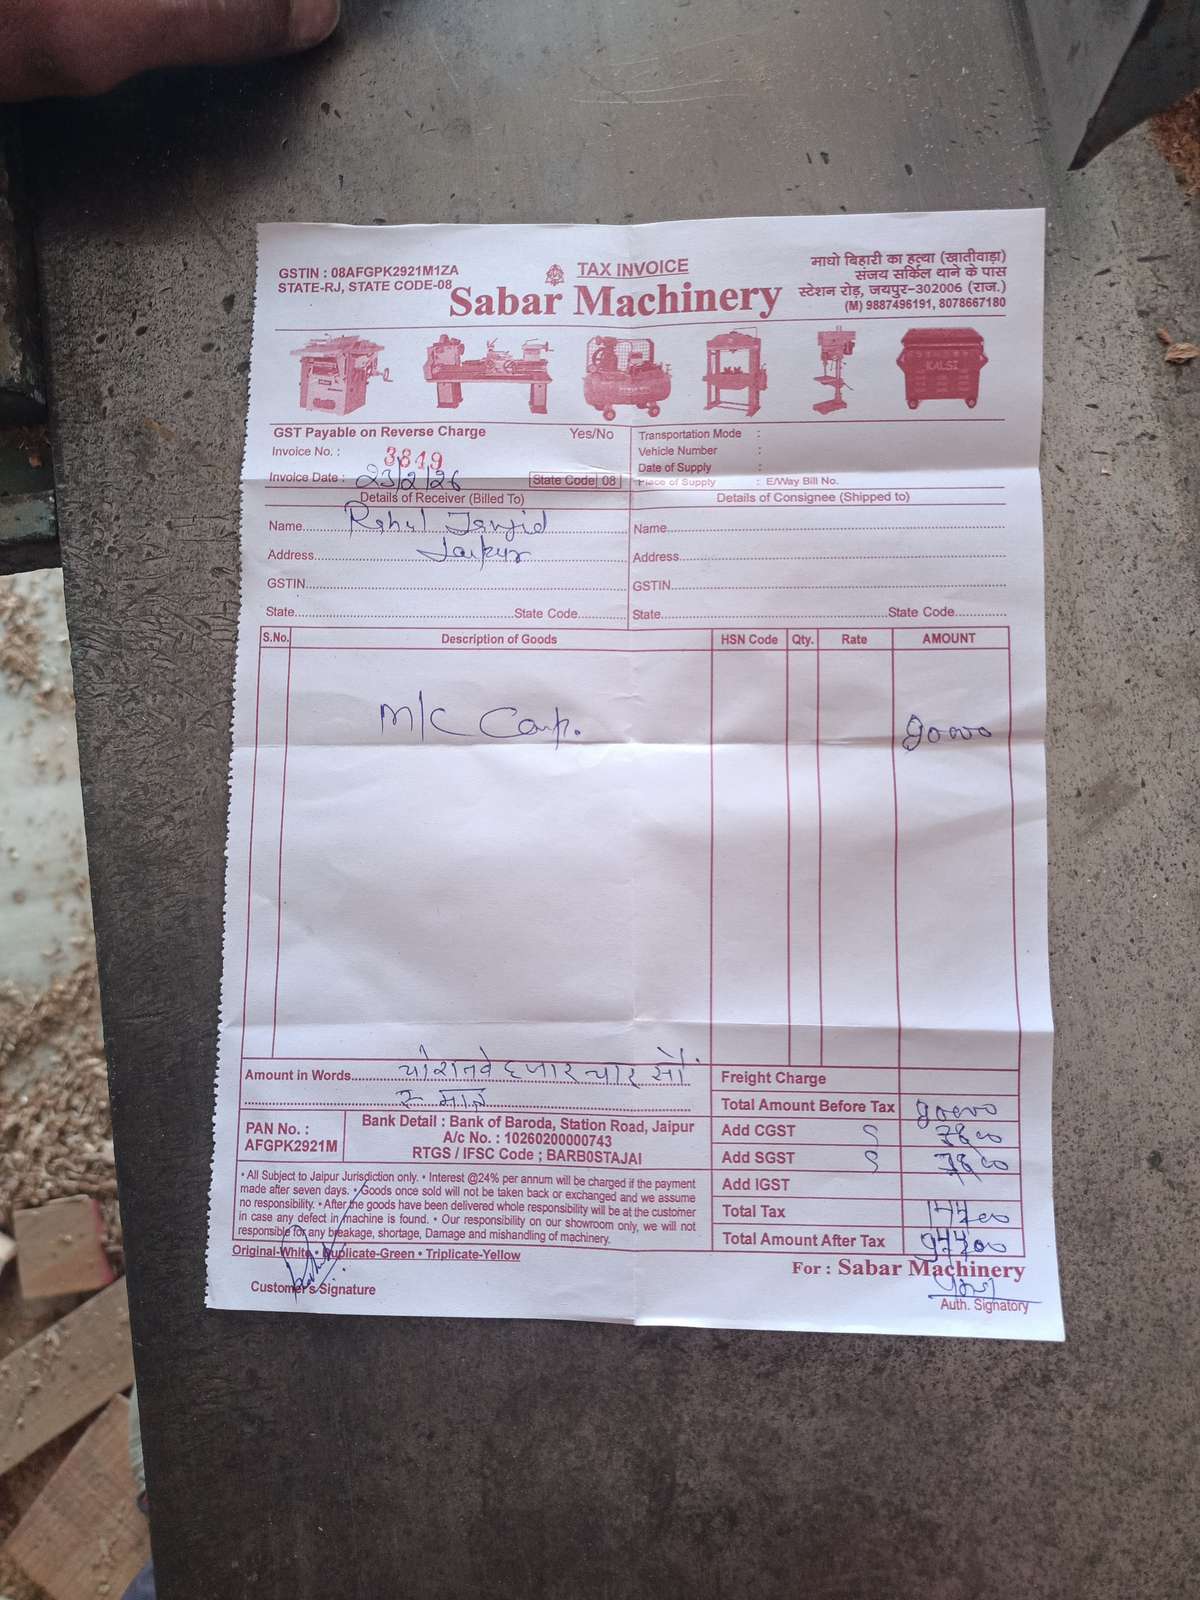 GSTIN : 08AFGPK2921M1ZA
STATE-RJ, STATE CODE-08
TAX INVOICE
Sabar Machinery
माधो बिहारी का हत्था (खातीवाड़ा)
संजय सर्किल थाने के पास
स्टेशन रोड़, जयपुर-302006 (राज.)
(M) 9887496191, 8078667180
KALSI
GST Payable on Reverse Charge Yes/No
Invoice No. : 3849
Invoice Date : 23/2/26 State Code 08
Transportation Mode :
Vehicle Number :
Date of Supply :
Place of Supply : E/Way Bill No.
Details of Receiver (Billed To)
Name Rahul Jangid
Address Jaipur
GSTIN
State State Code
Details of Consignee (Shipped to)
Name
Address
GSTIN
State State Code
S.No. Description of Goods HSN Code Qty. Rate AMOUNT
M/C Comp. 80000
Amount in Words चौरानवे हजार चार सौ
रु मात्र
PAN No. :
AFGPK2921M
Bank Detail : Bank of Baroda, Station Road, Jaipur
A/c No. : 10260200000743
RTGS / IFSC Code ; BARB0STAJAI
Freight Charge
Total Amount Before Tax 80000
Add CGST 9 7200
Add SGST 9 7200
Add IGST
Total Tax 14400
Total Amount After Tax 94400
• All Subject to Jaipur Jurisdiction only. • Interest @24% per annum will be charged if the payment
made after seven days. • Goods once sold will not be taken back or exchanged and we assume
no responsibility. • After the goods have been delivered whole responsibility will be at the customer
in case any defect in machine is found. • Our responsibility on our showroom only, we will not
responsible for any breakage, shortage, Damage and mishandling of machinery.
Original-White • Duplicate-Green • Triplicate-Yellow
Customer's Signature
For : Sabar Machinery
Auth. Signatory